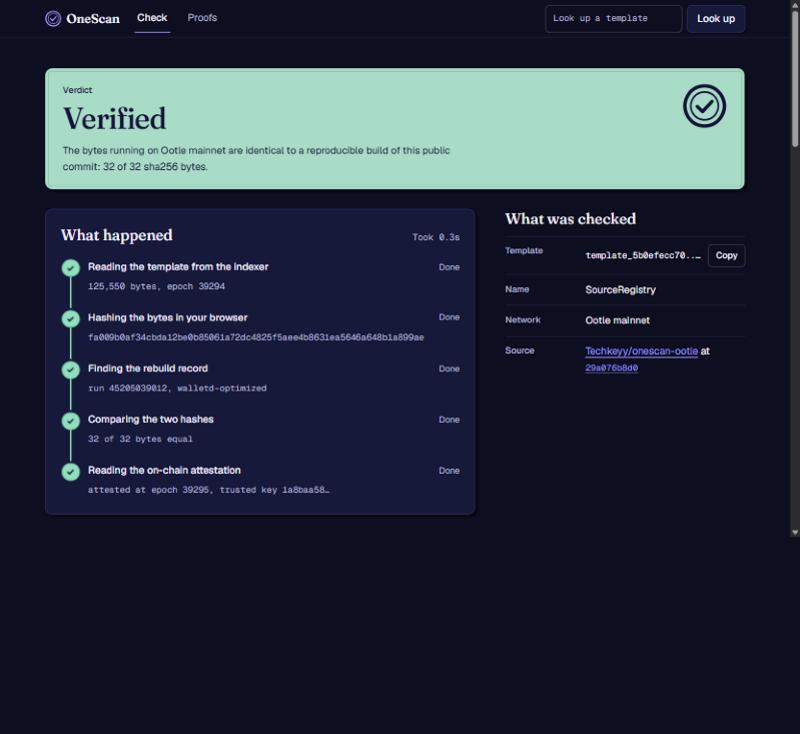 OneScan
Check
Proofs
Look up a template
Look up
Verdict
Verified
The bytes running on Ootle mainnet are identical to a reproducible build of this public
commit: 32 of 32 sha256 bytes.
What happened
Took 0.3s
Reading the template from the indexer
Done
125,550 bytes, epoch 39294
Hashing the bytes in your browser
Done
fa009b0af34cbda12be0b85061a72dc4825f5aee4b8631ea5646a648b1a899ae
Finding the rebuild record
Done
run 45205039012, walletd-optimized
Comparing the two hashes
Done
32 of 32 bytes equal
Reading the on-chain attestation
Done
attested at epoch 39295, trusted key 1a8baa58…
What was checked
Template
template_5b0efecc70..…
Copy
Name
SourceRegistry
Network
Ootle mainnet
Source
Techkeyy/onescan-ootle at
29a076b8d0